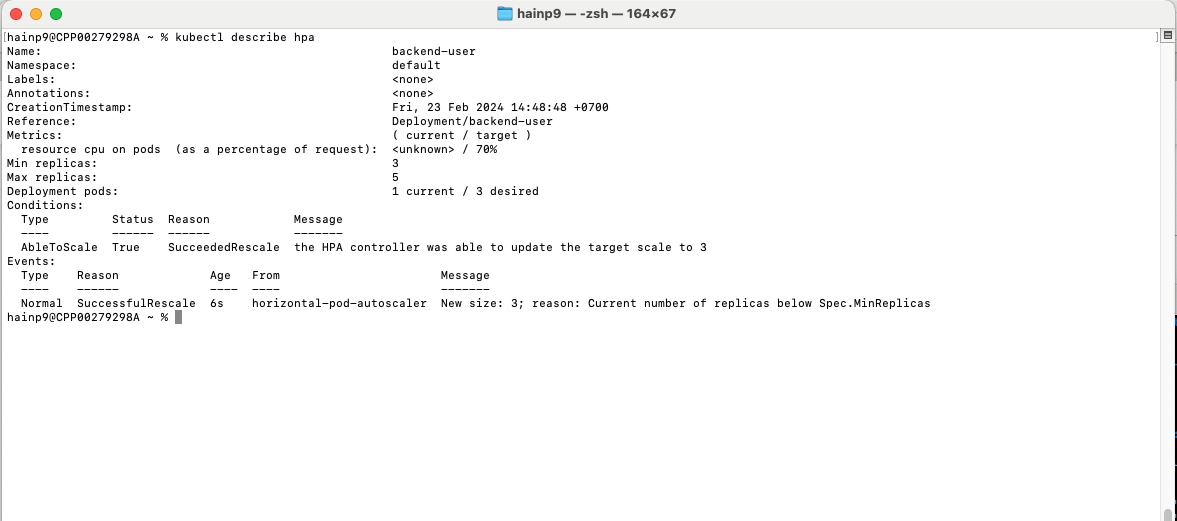 hainp9 — -zsh — 164×67
[hainp9@CPP00279298A ~ % kubectl describe hpa ]
Name: backend-user
Namespace: default
Labels: <none>
Annotations: <none>
CreationTimestamp: Fri, 23 Feb 2024 14:48:48 +0700
Reference: Deployment/backend-user
Metrics: ( current / target )
  resource cpu on pods  (as a percentage of request):  <unknown> / 70%
Min replicas: 3
Max replicas: 5
Deployment pods: 1 current / 3 desired
Conditions:
  Type         Status  Reason            Message
  ----         ------  ------            -------
  AbleToScale  True    SucceededRescale  the HPA controller was able to update the target scale to 3
Events:
  Type    Reason             Age   From                       Message
  ----    ------             ----  ----                       -------
  Normal  SuccessfulRescale  6s    horizontal-pod-autoscaler  New size: 3; reason: Current number of replicas below Spec.MinReplicas
hainp9@CPP00279298A ~ %